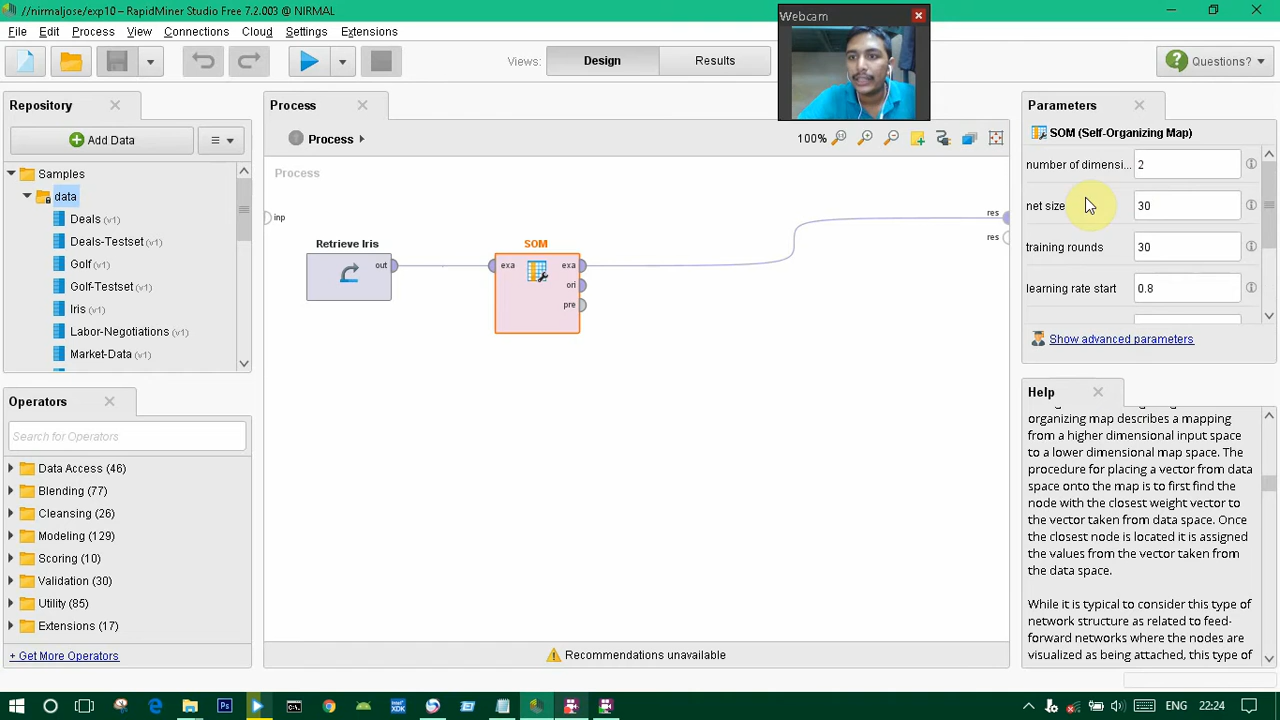 //nirmaljose/exp10 – RapidMiner Studio Free 7.2.003 @ NIRMAL
Webcam
File Edit Process View Connections Cloud Settings Extensions
Views: Design Results
Questions?
Repository
Add Data
Samples
data
Deals (v1)
Deals-Testset (v1)
Golf (v1)
Golf-Testset (v1)
Iris (v1)
Labor-Negotiations (v1)
Market-Data (v1)
Operators
Search for Operators
Data Access (46)
Blending (77)
Cleansing (26)
Modeling (129)
Scoring (10)
Validation (30)
Utility (85)
Extensions (17)
+ Get More Operators
Process
Process
100%
Process
inp
Retrieve Iris
out
SOM
exa
exa
ori
pre
res
res
Recommendations unavailable
Parameters
SOM (Self-Organizing Map)
number of dimensi... 2
net size 30
training rounds 30
learning rate start 0.8
Show advanced parameters
Help
organizing map describes a mapping
from a higher dimensional input space
to a lower dimensional map space. The
procedure for placing a vector from data
space onto the map is to first find the
node with the closest weight vector to
the vector taken from data space. Once
the closest node is located it is assigned
the values from the vector taken from
the data space.
While it is typical to consider this type of
network structure as related to feed-
forward networks where the nodes are
visualized as being attached, this type of
ENG 22:24